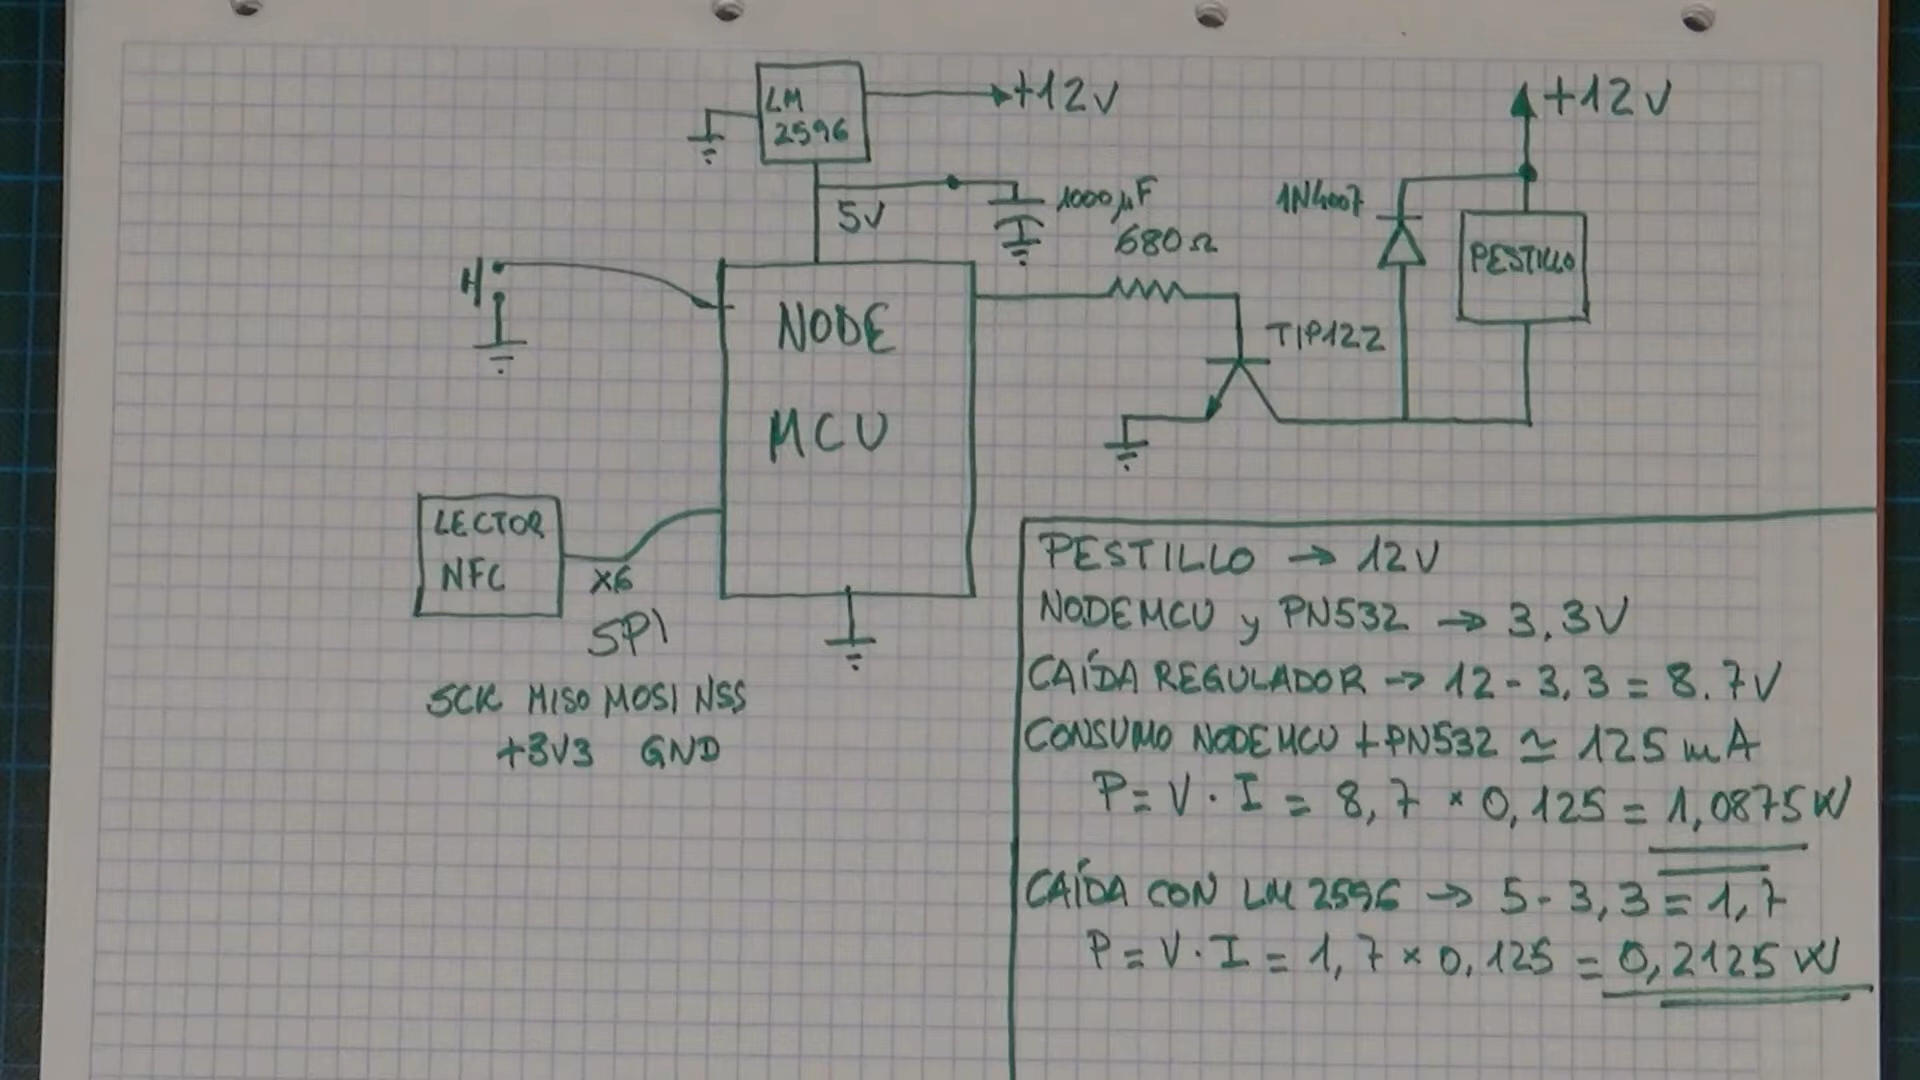 LM
2596
+12V
+12V
5V
1000µF
680Ω
1N4007
PESTILLO
TIP122
NODE
MCU
LECTOR
NFC
x6
SPI
SCK MISO MOSI NSS
+3V3 GND
PESTILLO → 12V
NODEMCU y PN532 → 3,3V
CAÍDA REGULADOR → 12 - 3,3 = 8.7V
CONSUMO NODEMCU + PN532 ≃ 125 mA
P = V · I = 8,7 × 0,125 = 1,0875 W
CAÍDA CON LM 2596 → 5 - 3,3 = 1,7
P = V · I = 1,7 × 0,125 = 0,2125 W